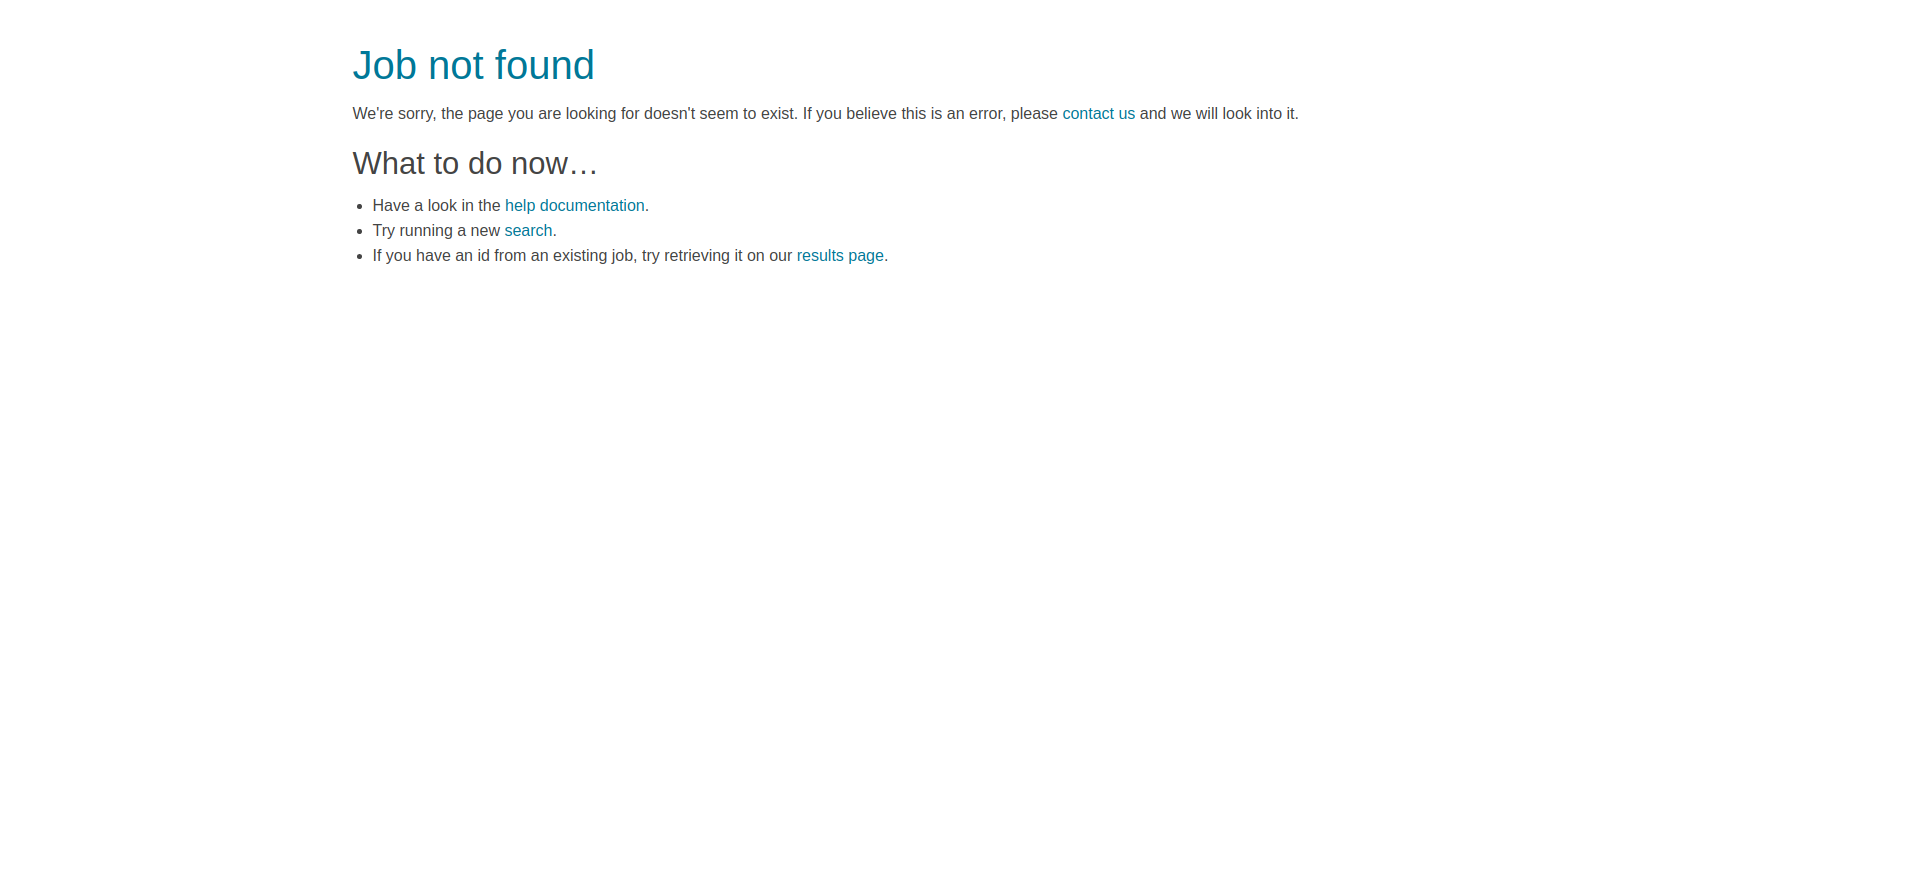 Job not found
We're sorry, the page you are looking for doesn't seem to exist. If you believe this is an error, please contact us and we will look into it.
What to do now…
Have a look in the help documentation.
Try running a new search.
If you have an id from an existing job, try retrieving it on our results page.